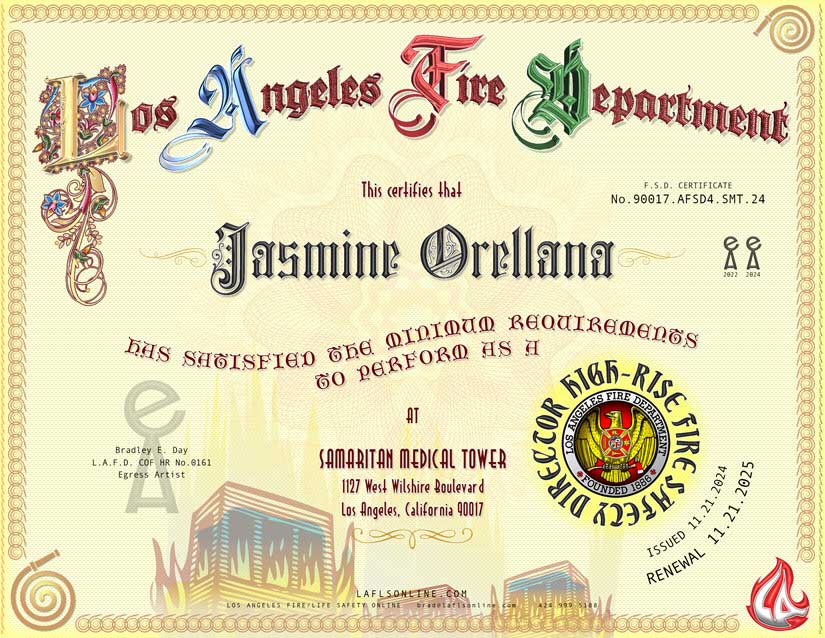 Los Angeles Fire Department
This certifies that
F.S.D. CERTIFICATE
No.90017.AFSD4.SMT.24
Jasmine Orellana
2022 2024
HAS SATISFIED THE MINIMUM REQUIREMENTS
TO PERFORM AS A
HIGH-RISE FIRE SAFETY DIRECTOR
LOS ANGELES FIRE DEPARTMENT
FOUNDED 1886
AT
SAMARITAN MEDICAL TOWER
1127 West Wilshire Boulevard
Los Angeles, California 90017
Bradley E. Day
L.A.F.D. COF HR No.0161
Egress Artist
ISSUED 11.21.2024
RENEWAL 11.21.2025
LAFLSONLINE.COM
LOS ANGELES FIRE/LIFE SAFETY ONLINE brad@laflsonline.com